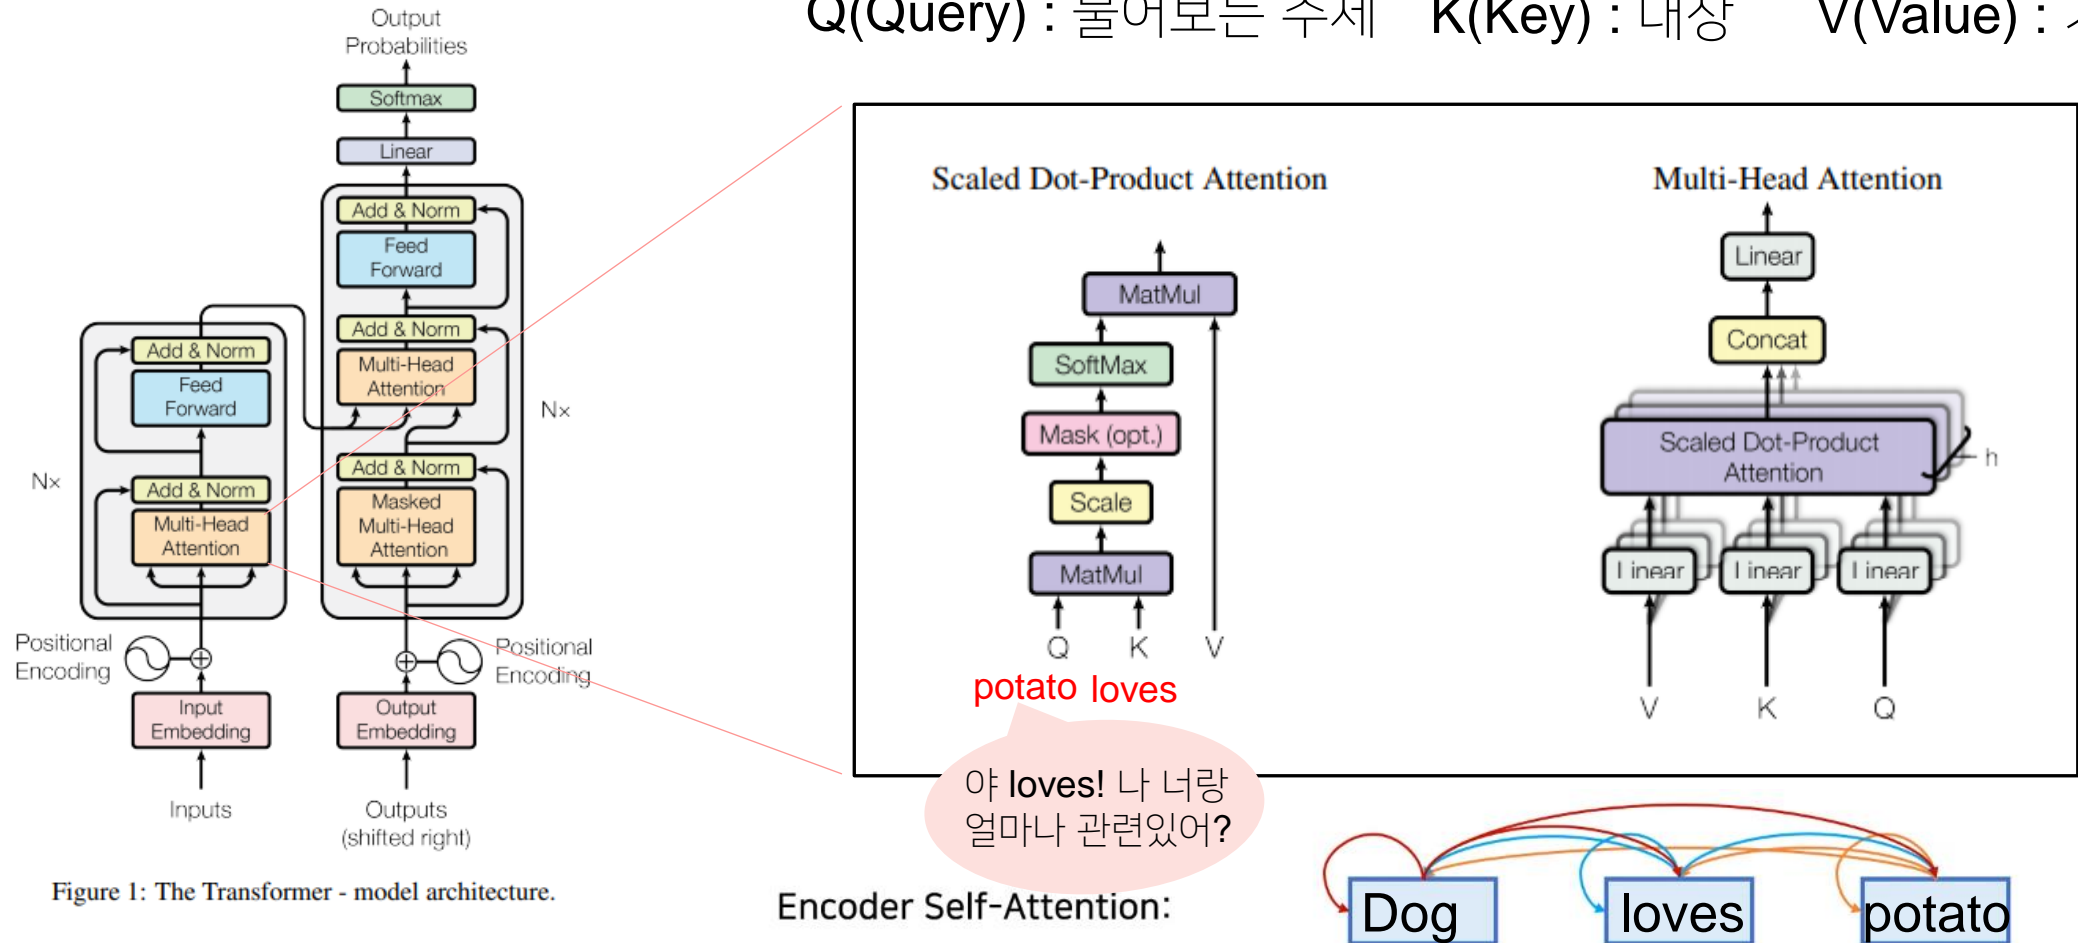 Q(Query) : 물어보는 주체 K(Key) : 대상 V(Value) :
Output
Probabilities
Softmax
Linear
Add & Norm
Feed
Forward
Add & Norm
Multi-Head
Attention
Nx
Add & Norm
Masked
Multi-Head
Attention
Positional
Encoding
Output
Embedding
Outputs
(shifted right)
Add & Norm
Feed
Forward
Nx
Add & Norm
Multi-Head
Attention
Positional
Encoding
Input
Embedding
Inputs
Figure 1: The Transformer - model architecture.
Scaled Dot-Product Attention
MatMul
SoftMax
Mask (opt.)
Scale
MatMul
Q K V
potato loves
야 loves! 나 너랑
얼마나 관련있어?
Multi-Head Attention
Linear
Concat
Scaled Dot-Product
Attention
h
Linear Linear Linear
V K Q
Encoder Self-Attention:
Dog loves potato